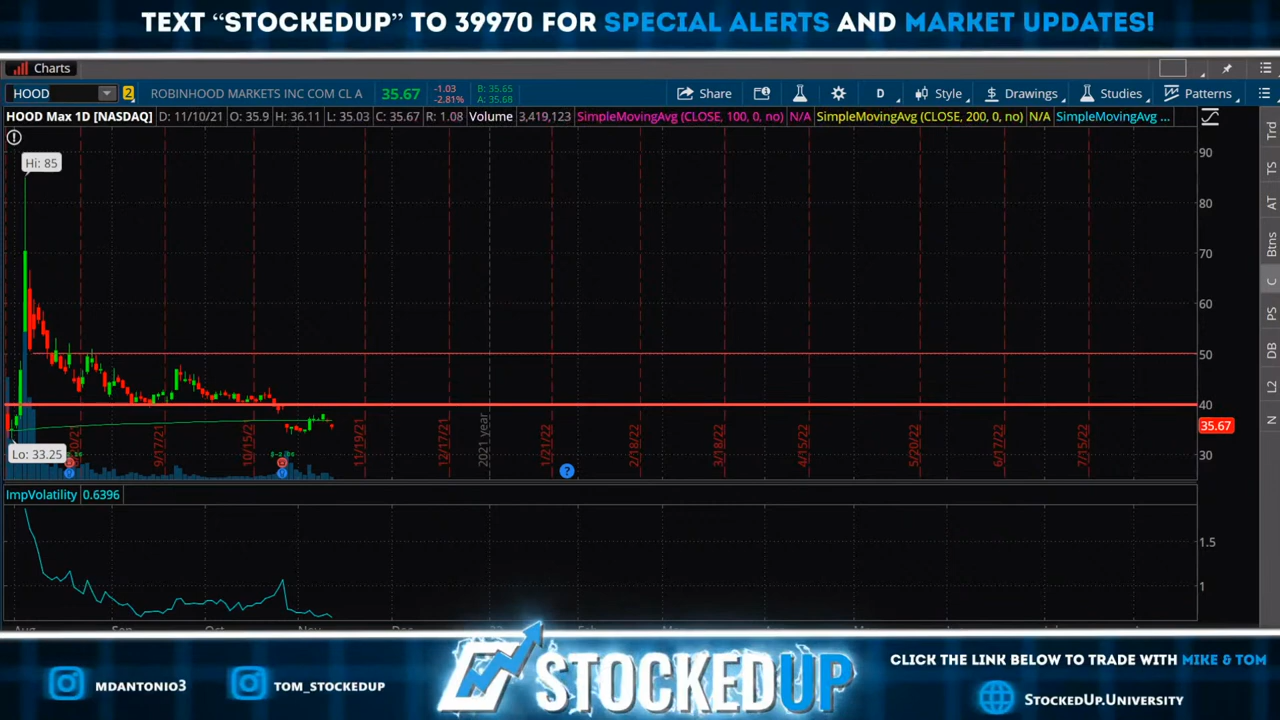 TEXT “STOCKEDUP” TO 39970 FOR SPECIAL ALERTS AND MARKET UPDATES!
Charts
HOOD 2 ROBINHOOD MARKETS INC COM CL A 35.67 -1.03 -2.81% B: 35.65 A: 35.68 Share D Style Drawings Studies Patterns
HOOD Max 1D [NASDAQ] D: 11/10/21 O: 35.9 H: 36.11 L: 35.03 C: 35.67 R: 1.08 Volume 3,419,123 SimpleMovingAvg (CLOSE, 100, 0, no) N/A SimpleMovingAvg (CLOSE, 200, 0, no) N/A SimpleMovingAvg ...
Hi: 85
90
80
70
60
50
40
35.67
30
Lo: 33.25
9/17/21
10/15/21
11/19/21
12/17/21
2021 year
1/21/22
2/18/22
3/18/22
4/15/22
5/20/22
6/17/22
7/15/22
?
Trd
TS
AT
Btns
C
PS
DB
L2
N
ImpVolatility 0.6396
1.5
1
STOCKEDUP
MDANTONIO3
TOM_STOCKEDUP
CLICK THE LINK BELOW TO TRADE WITH MIKE & TOM
STOCKEDUP.UNIVERSITY